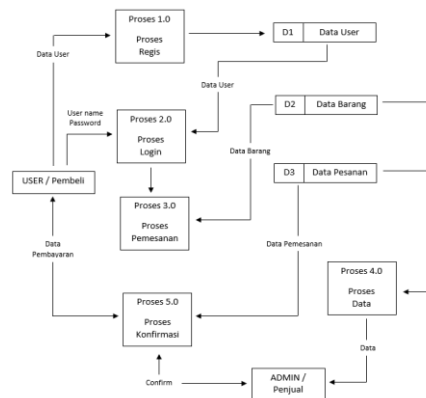 Proses 1.0
Proses
Regis
D1 Data User
Data User
Data User
User name
Password
Proses 2.0
Proses
Login
D2 Data Barang
Data Barang
D3 Data Pesanan
USER / Pembeli
Proses 3.0
Proses
Pemesanan
Data
Pembayaran
Data Pemesanan
Proses 4.0
Proses
Data
Proses 5.0
Proses
Konfirmasi
Data
Confirm
ADMIN /
Penjual